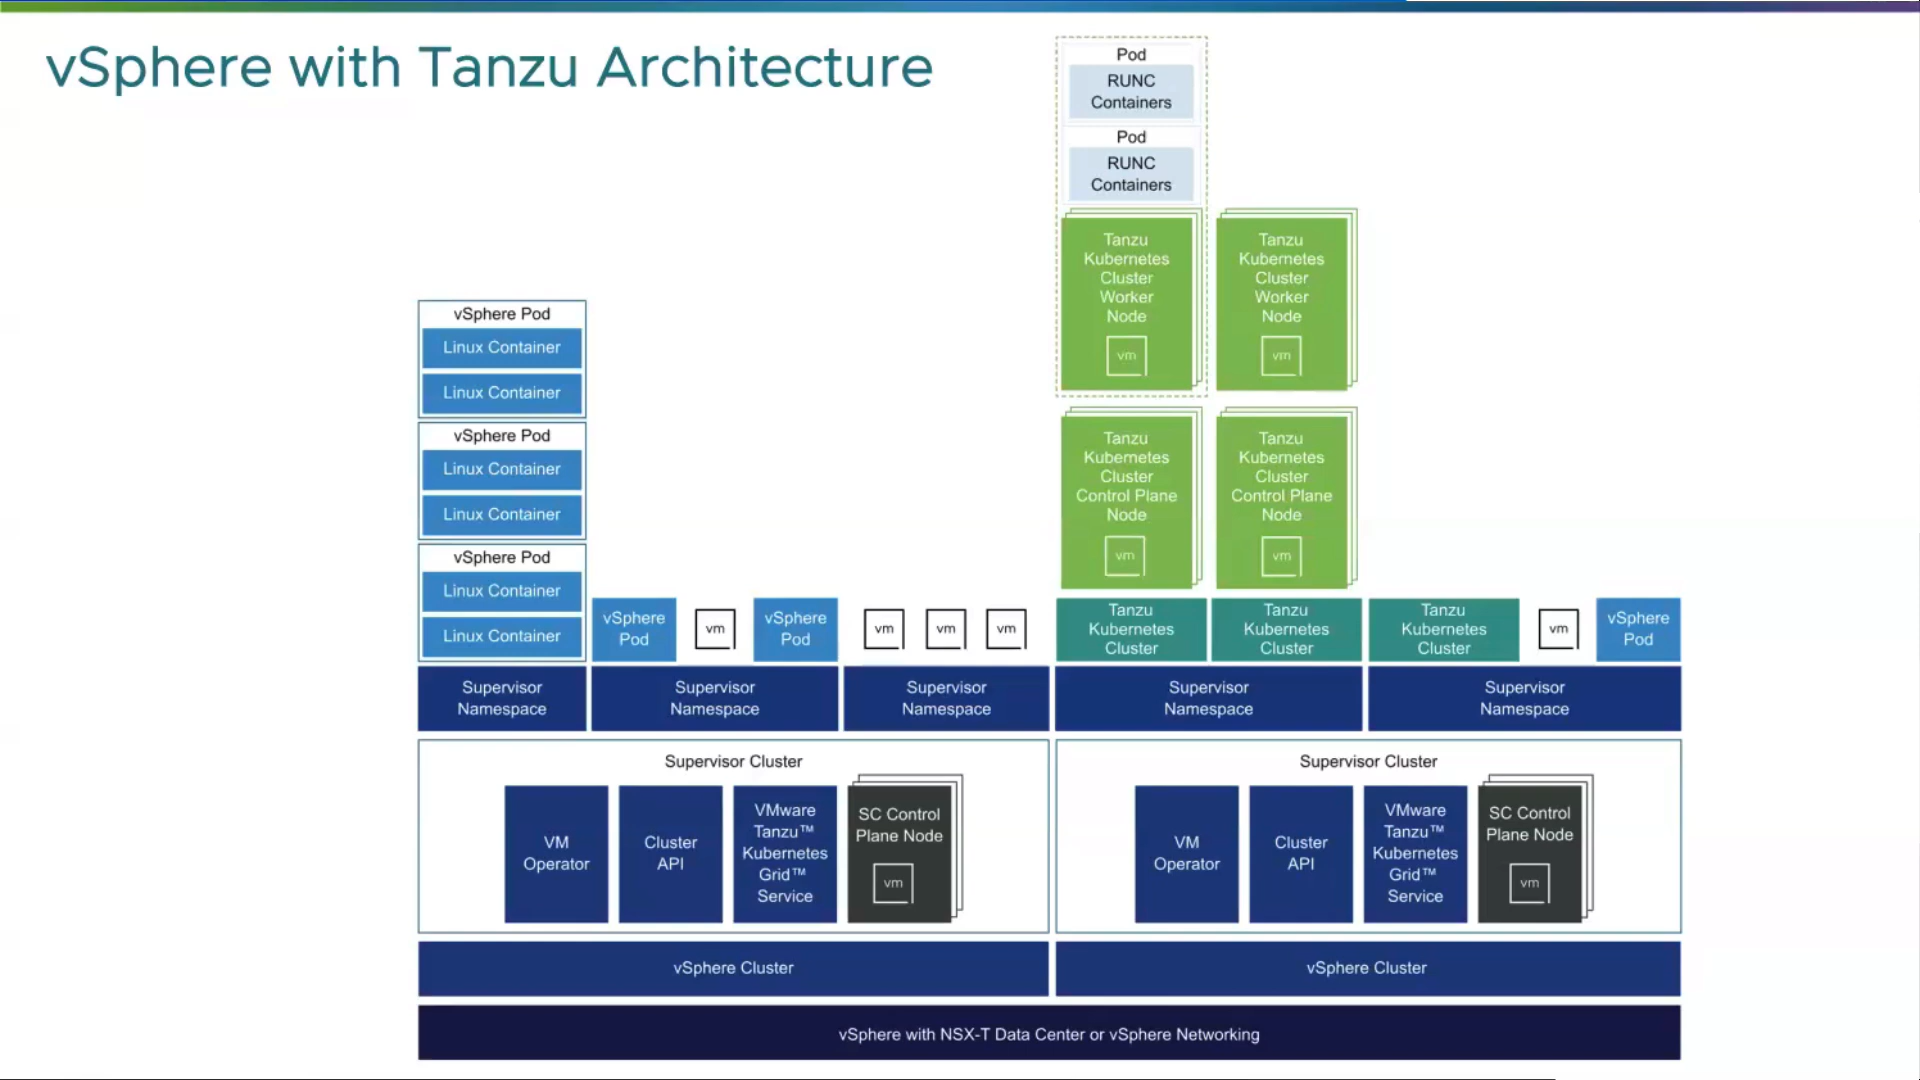 vSphere with Tanzu Architecture
Pod
RUNC
Containers
Pod
RUNC
Containers
Tanzu
Kubernetes
Cluster
Worker
Node
vm
Tanzu
Kubernetes
Cluster
Worker
Node
vm
Tanzu
Kubernetes
Cluster
Control Plane
Node
vm
Tanzu
Kubernetes
Cluster
Control Plane
Node
vm
vSphere Pod
Linux Container
Linux Container
vSphere Pod
Linux Container
Linux Container
vSphere Pod
Linux Container
Linux Container
vSphere
Pod
vm
vSphere
Pod
vm
vm
vm
Tanzu
Kubernetes
Cluster
Tanzu
Kubernetes
Cluster
Tanzu
Kubernetes
Cluster
vm
vSphere
Pod
Supervisor
Namespace
Supervisor
Namespace
Supervisor
Namespace
Supervisor
Namespace
Supervisor
Namespace
Supervisor Cluster
VM
Operator
Cluster
API
VMware
Tanzu™
Kubernetes
Grid™
Service
SC Control
Plane Node
vm
Supervisor Cluster
VM
Operator
Cluster
API
VMware
Tanzu™
Kubernetes
Grid™
Service
SC Control
Plane Node
vm
vSphere Cluster
vSphere Cluster
vSphere with NSX-T Data Center or vSphere Networking